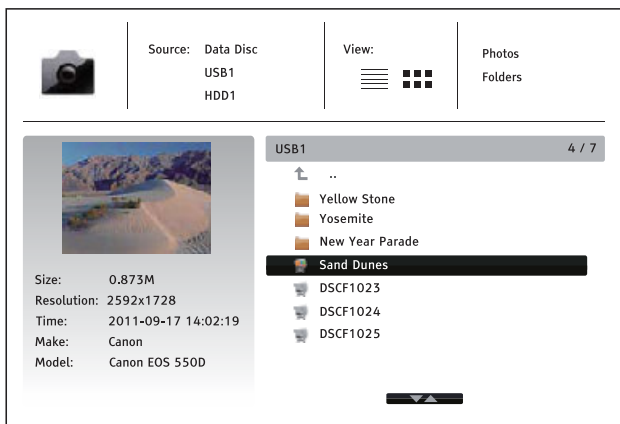 Source: Data Disc
USB1
HDD1
View:
Photos
Folders
USB1 4 / 7
..
Yellow Stone
Yosemite
New Year Parade
Sand Dunes
DSCF1023
DSCF1024
DSCF1025
Size: 0.873M
Resolution: 2592x1728
Time: 2011-09-17 14:02:19
Make: Canon
Model: Canon EOS 550D